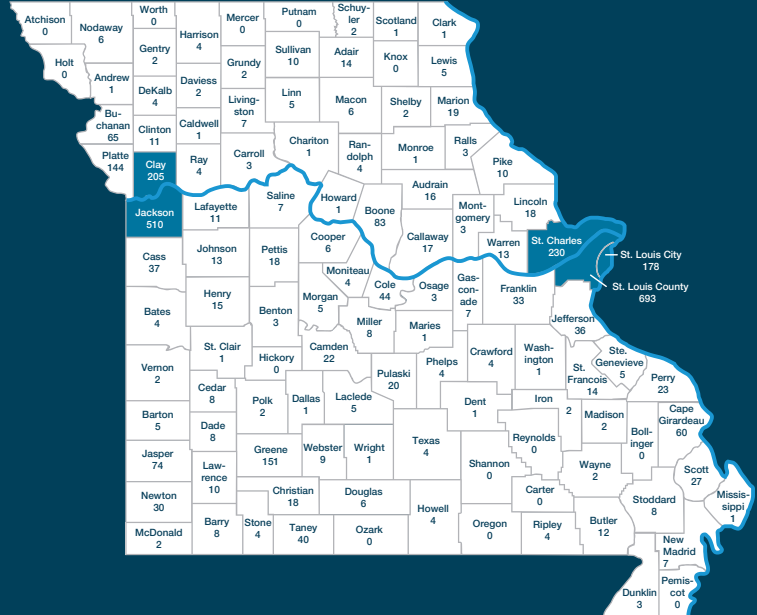 Atchison
0
Nodaway
6
Worth
0
Harrison
4
Mercer
0
Putnam
0
Schuy-
ler
2
Scotland
1
Clark
1
Holt
0
Andrew
1
Gentry
2
DeKalb
4
Daviess
2
Grundy
2
Sullivan
10
Adair
14
Knox
0
Lewis
5
Bu-
chanan
65
Clinton
11
Caldwell
1
Living-
ston
7
Linn
5
Macon
6
Shelby
2
Marion
19
Platte
144
Clay
205
Ray
4
Carroll
3
Chariton
1
Ran-
dolph
4
Monroe
1
Ralls
3
Pike
10
Jackson
510
Lafayette
11
Saline
7
Howard
1
Boone
83
Audrain
16
Callaway
17
Mont-
gomery
3
Lincoln
18
Warren
13
St. Charles
230
St. Louis City
178
St. Louis County
693
Cass
37
Johnson
13
Pettis
18
Cooper
6
Moniteau
4
Cole
44
Osage
3
Gas-
con-
ade
7
Franklin
33
Jefferson
36
Bates
4
Henry
15
Benton
3
Morgan
5
Miller
8
Maries
1
Vernon
2
St. Clair
1
Hickory
0
Camden
22
Pulaski
20
Phelps
4
Crawford
4
Wash-
ington
1
St.
Francois
14
Ste.
Genevieve
5
Perry
23
Barton
5
Cedar
8
Polk
2
Dallas
1
Laclede
5
Dent
1
Iron
2
Madison
2
Boll-
inger
0
Cape
Girardeau
60
Jasper
74
Dade
8
Greene
151
Webster
9
Wright
1
Texas
4
Shannon
0
Reynolds
0
Wayne
2
Scott
27
Newton
30
Law-
rence
10
Christian
18
Douglas
6
Howell
4
Carter
0
Stoddard
8
Missis-
sippi
1
McDonald
2
Barry
8
Stone
4
Taney
40
Ozark
0
Oregon
0
Ripley
4
Butler
12
New
Madrid
7
Dunklin
3
Pemis-
cot
0